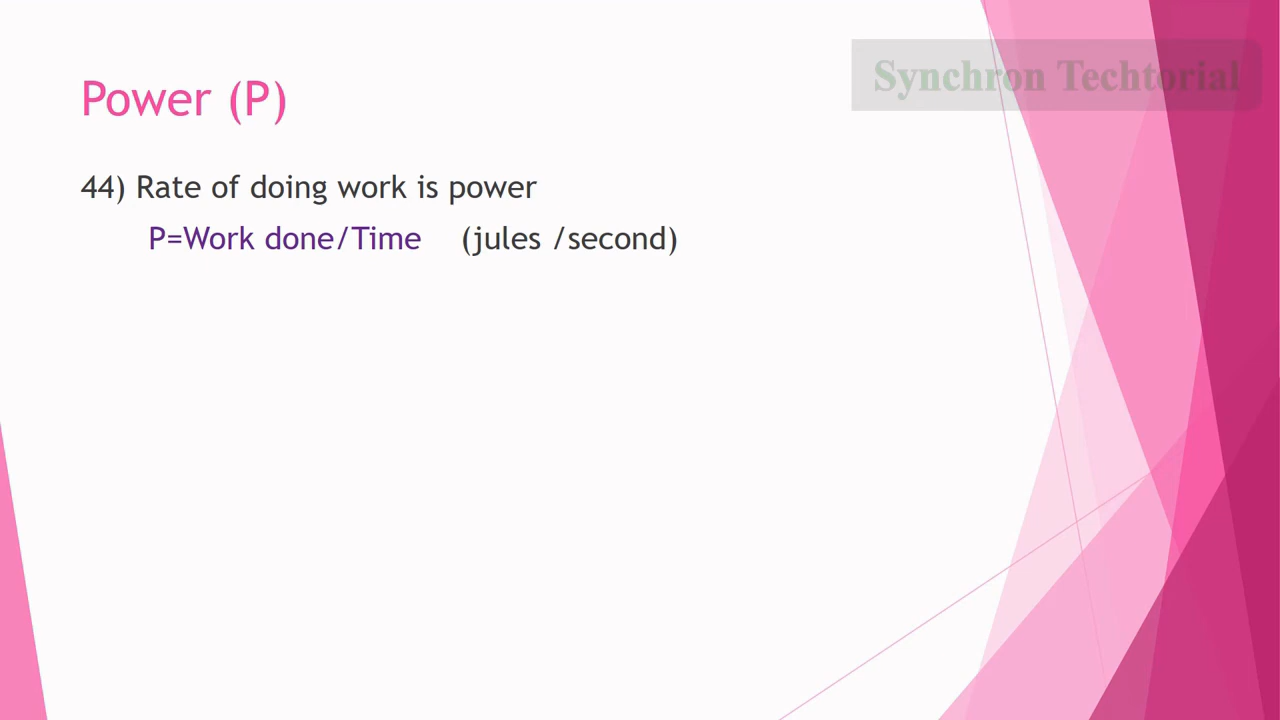 Synchron Techtorial
Power (P)
44) Rate of doing work is power
P=Work done/Time (jules /second)